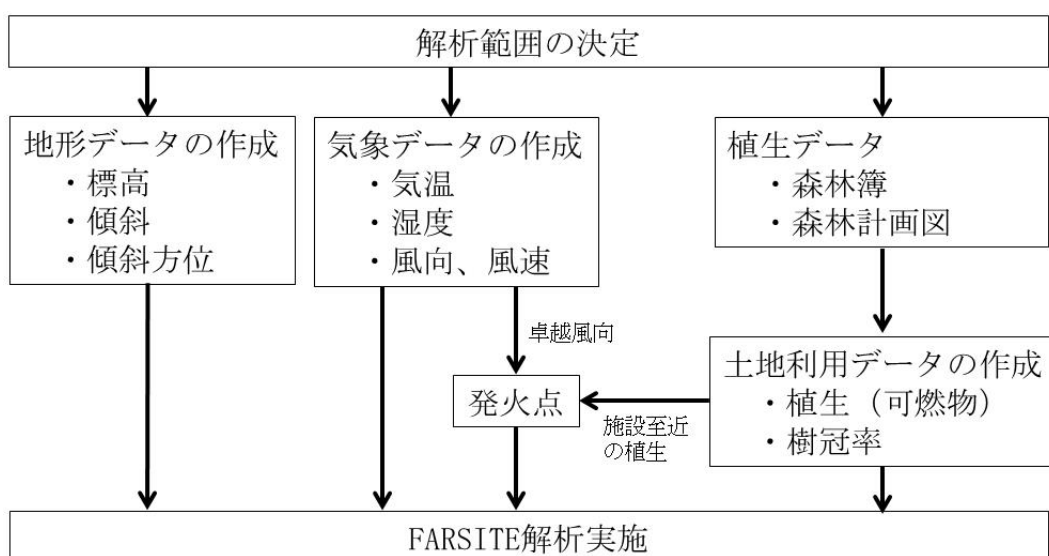 解析範囲の決定
地形データの作成
・標高
・傾斜
・傾斜方位
気象データの作成
・気温
・湿度
・風向、風速
植生データ
・森林簿
・森林計画図
卓越風向
土地利用データの作成
・植生（可燃物）
・樹冠率
発火点
施設至近
の植生
FARSITE解析実施